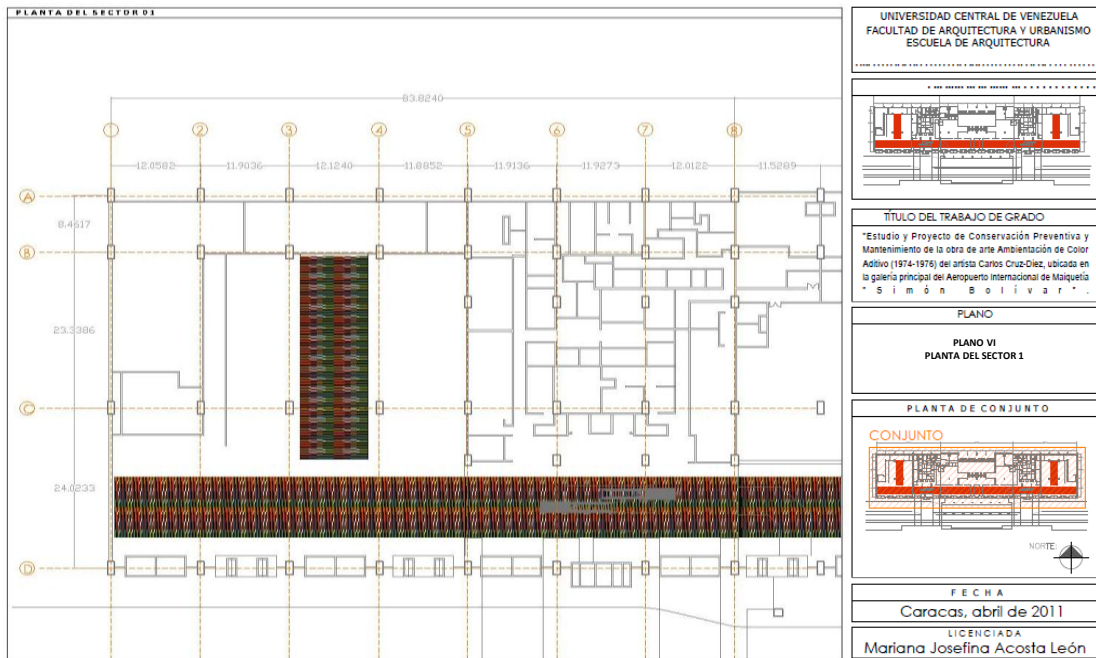 PLANTA DEL SECTOR 01
83.8240
1 2 3 4 5 6 7 8
12.0582 11.9036 12.1240 11.8852 11.9136 11.9273 12.0122 11.5289
A
8.4617
B
23.3386
C
24.0233
D
UNIVERSIDAD CENTRAL DE VENEZUELA
FACULTAD DE ARQUITECTURA Y URBANISMO
ESCUELA DE ARQUITECTURA
TÍTULO DEL TRABAJO DE GRADO
"Estudio y Proyecto de Conservación Preventiva y
Mantenimiento de la obra de arte Ambientación de Color
Aditivo (1974-1976) del artista Carlos Cruz-Diez, ubicada en
la galería principal del Aeropuerto Internacional de Maiquetía
" S i m ó n B o l í v a r " .
PLANO
PLANO VI
PLANTA DEL SECTOR 1
PLANTA DE CONJUNTO
CONJUNTO
NORTE:
FECHA
Caracas, abril de 2011
LICENCIADA
Mariana Josefina Acosta León